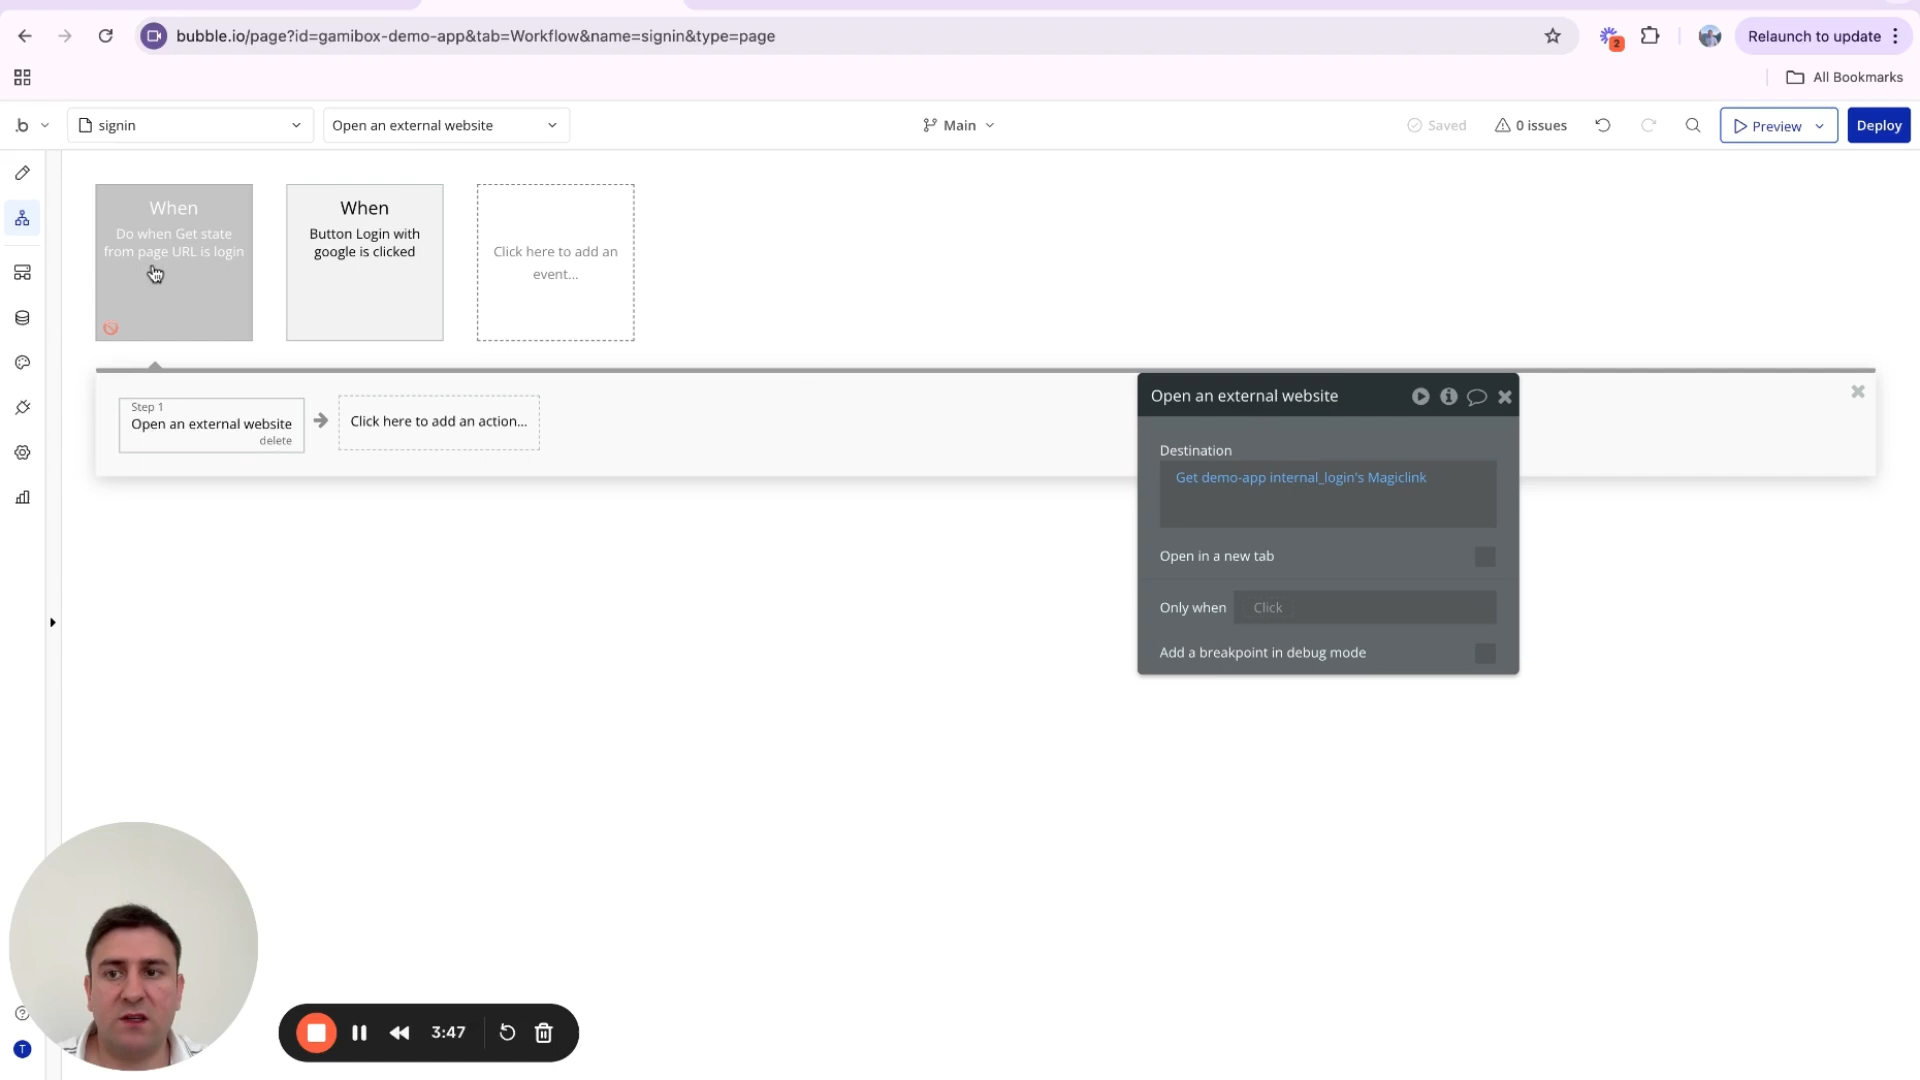 bubble.io/page?id=gamibox-demo-app&tab=Workflow&name=signin&type=page
2
Relaunch to update
All Bookmarks
.b
signin
Open an external website
Main
Saved
0 issues
Preview
Deploy
When
Do when Get state
from page URL is login
When
Button Login with
google is clicked
Click here to add an
event...
Step 1
Open an external website
delete
Click here to add an action...
Open an external website
Destination
Get demo-app internal_login's Magiclink
Open in a new tab
Only when
Click
Add a breakpoint in debug mode
3:47
T